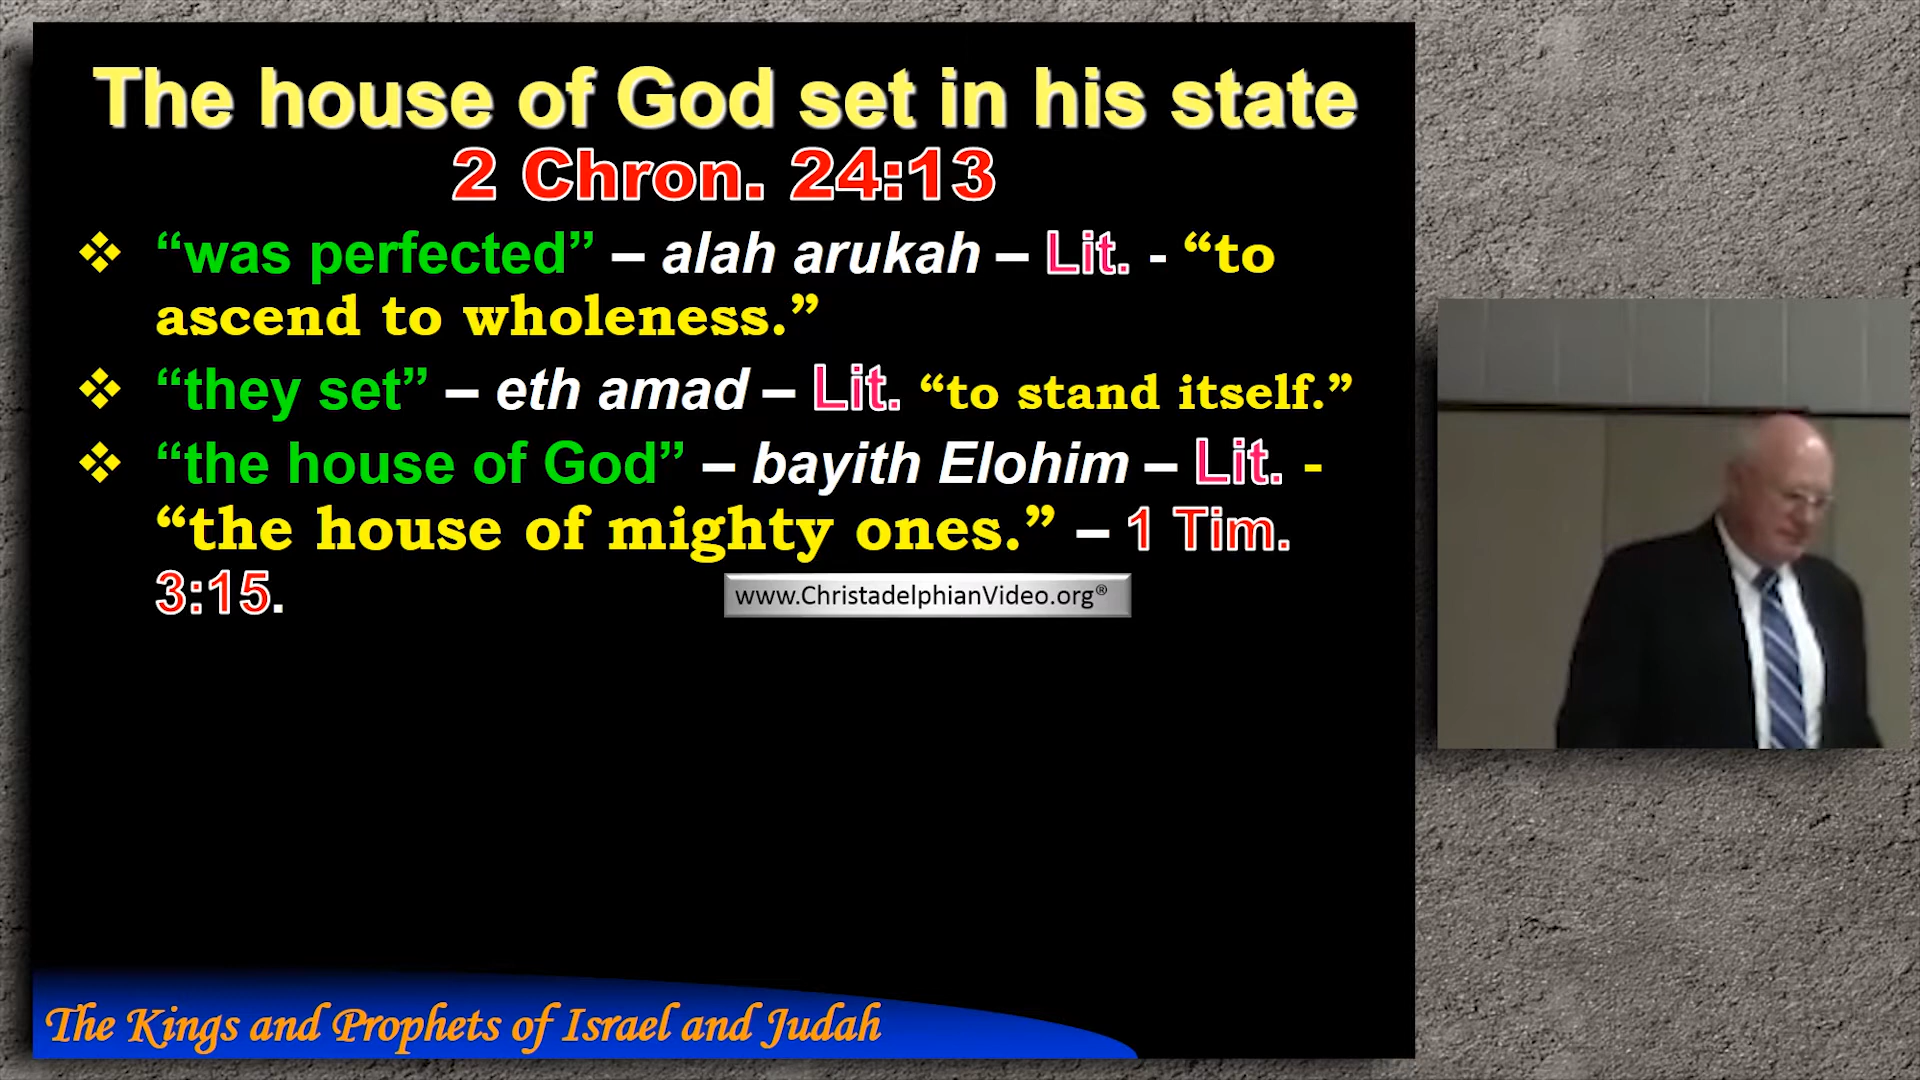 The house of God set in his state
2 Chron. 24:13
❖ “was perfected” – alah arukah – Lit. - “to
ascend to wholeness.”
❖ “they set” – eth amad – Lit. “to stand itself.”
❖ “the house of God” – bayith Elohim – Lit. -
“the house of mighty ones.” – 1 Tim.
3:15.
www.ChristadelphianVideo.org®
The Kings and Prophets of Israel and Judah